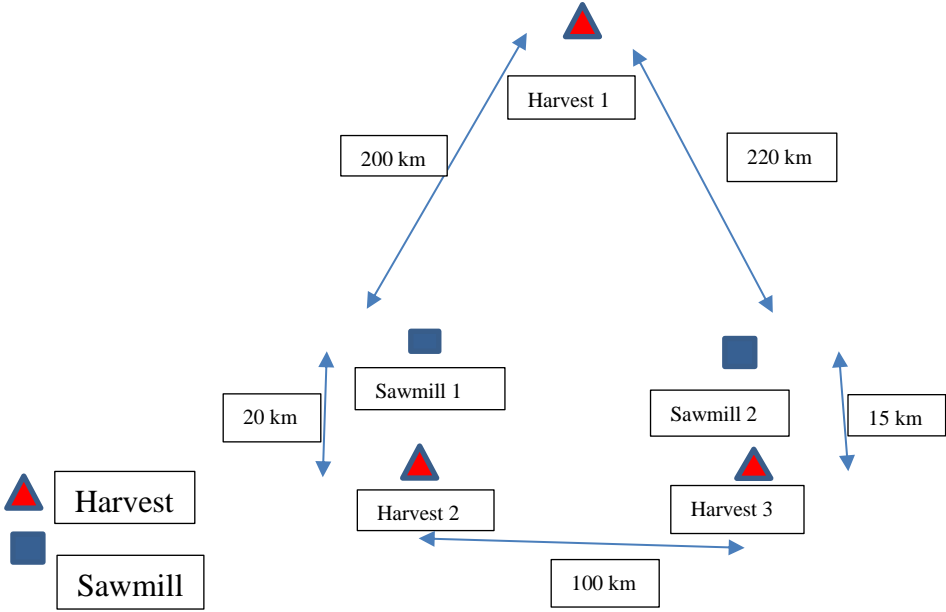 Harvest 1
200 km
220 km
Sawmill 1
Sawmill 2
20 km
15 km
Harvest 2
Harvest 3
100 km
Harvest
Sawmill